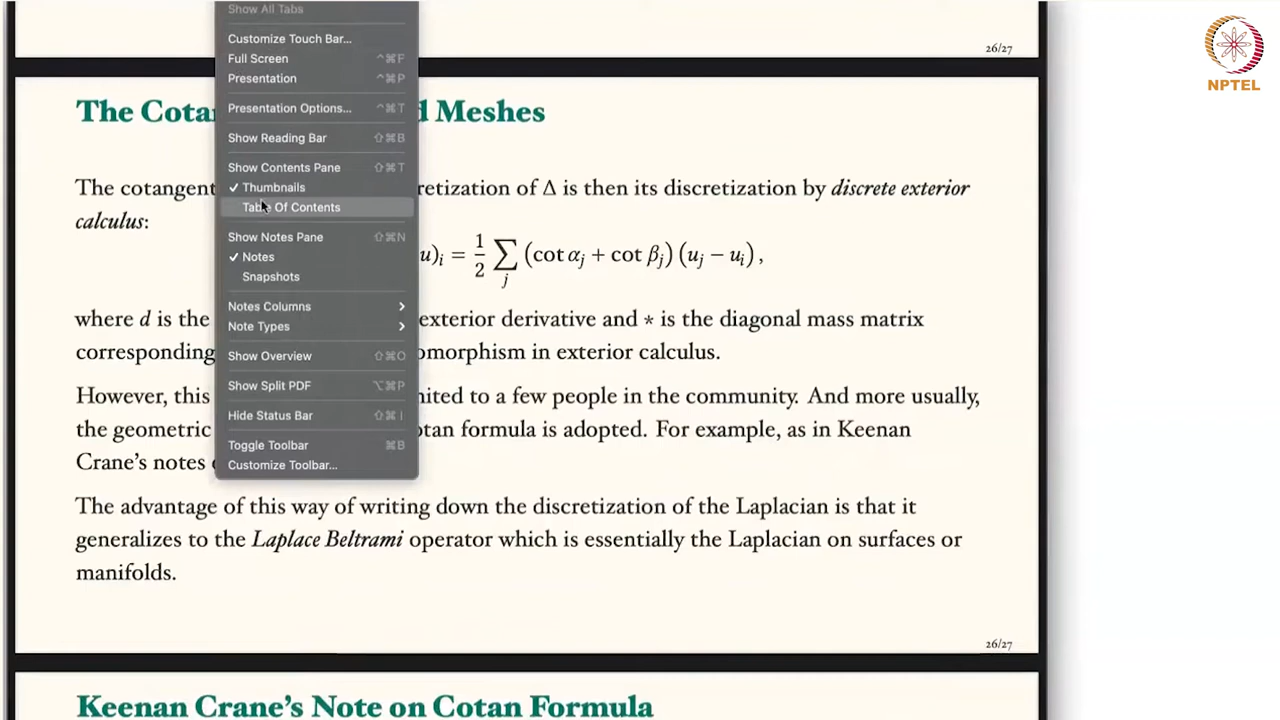 Show All Tabs
Customize Touch Bar...
Full Screen ^⌘F
Presentation ^⌘P
Presentation Options... ^⌘T
Show Reading Bar ⇧⌘B
Show Contents Pane ⇧⌘T
✓ Thumbnails
Table Of Contents
Show Notes Pane ⇧⌘N
✓ Notes
Snapshots
Notes Columns >
Note Types >
Show Overview ⇧⌘O
Show Split PDF ⌥⌘P
Hide Status Bar ⇧⌘I
Toggle Toolbar ⌘B
Customize Toolbar...
26/27
NPTEL
The Cota d Meshes
The cotangent retization of Δ is then its discretization by discrete exterior
calculus:
u)i = 1/2 ∑j (cot αj + cot βj) (uj − ui),
where d is the exterior derivative and * is the diagonal mass matrix
corresponding omorphism in exterior calculus.
However, this ited to a few people in the community. And more usually,
the geometric otan formula is adopted. For example, as in Keenan
Crane's notes
The advantage of this way of writing down the discretization of the Laplacian is that it
generalizes to the Laplace Beltrami operator which is essentially the Laplacian on surfaces or
manifolds.
26/27
Keenan Crane's Note on Cotan Formula